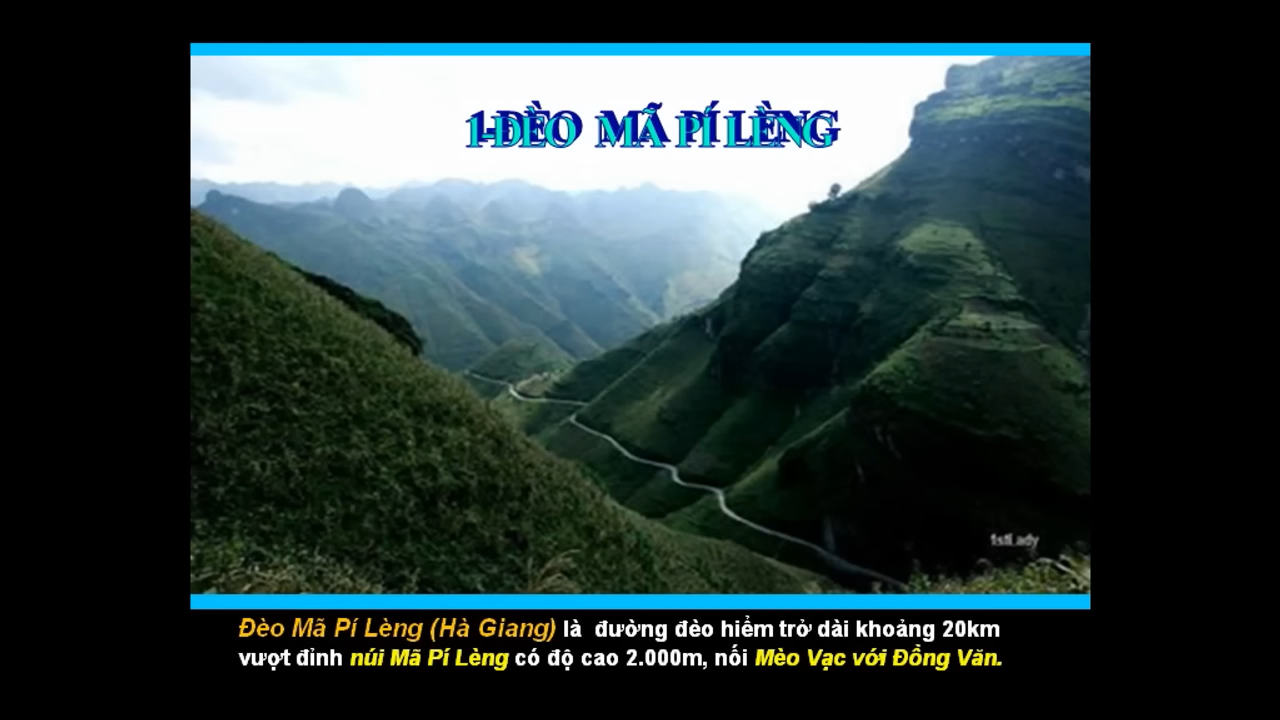 1-ĐÈO MÃ PÍ LÈNG
Đèo Mã Pí Lèng (Hà Giang) là đường đèo hiểm trở dài khoảng 20km
vượt đỉnh núi Mã Pí Lèng có độ cao 2.000m, nối Mèo Vạc với Đồng Văn.